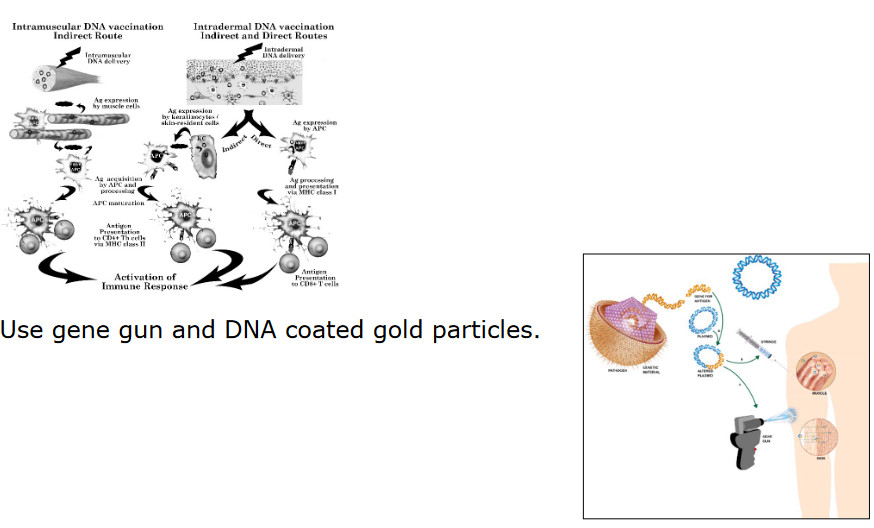 Intramuscular DNA vaccination
Indirect Route
Intramuscular
DNA delivery
Ag expression
by muscle cells
APC
Ag acquisition
by APC and
processing
APC maturation
APC
Antigen
Presentation
to CD4+ Th cells
via MHC class II
Intradermal DNA vaccination
Indirect and Direct Routes
Intradermal
DNA delivery
Ag expression
by keratinocytes /
skin-resident cells
KC
APC
Indirect
Direct
Ag expression
by APC
APC
Ag processing
and presentation
via MHC class I
APC
APC
Antigen
Presentation
to CD8+ T cells
Activation of
Immune Response
Use gene gun and DNA coated gold particles.
GENE FOR
ANTIGEN
PLASMID
PATHOGEN
GENETIC
MATERIAL
ALTERED
PLASMID
SYRINGE
MUSCLE
GENE
GUN
SKIN